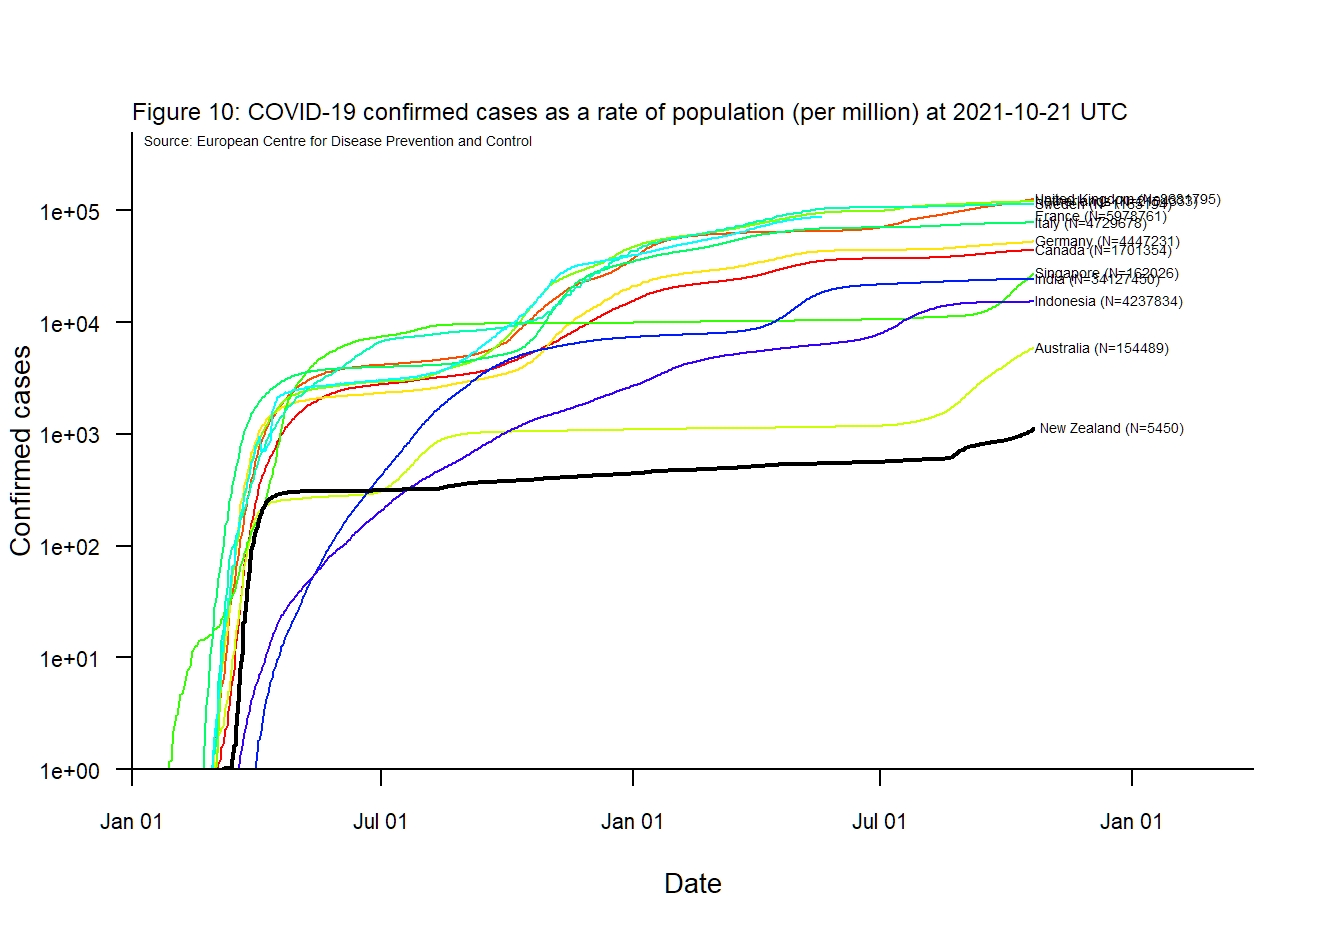 Figure 10: COVID-19 confirmed cases as a rate of population (per million) at 2021-10-21 UTC
Source: European Centre for Disease Prevention and Control
Confirmed cases
1e+05
1e+04
1e+03
1e+02
1e+01
1e+00
United Kingdom
Sweden
France (N=5978761)
Italy (N=4729678)
Germany (N=4447231)
Canada (N=1701354)
Singapore (N=162026)
India (N=34127450)
Indonesia (N=4237834)
Australia (N=154489)
New Zealand (N=5450)
Jan 01
Jul 01
Jan 01
Jul 01
Jan 01
Date